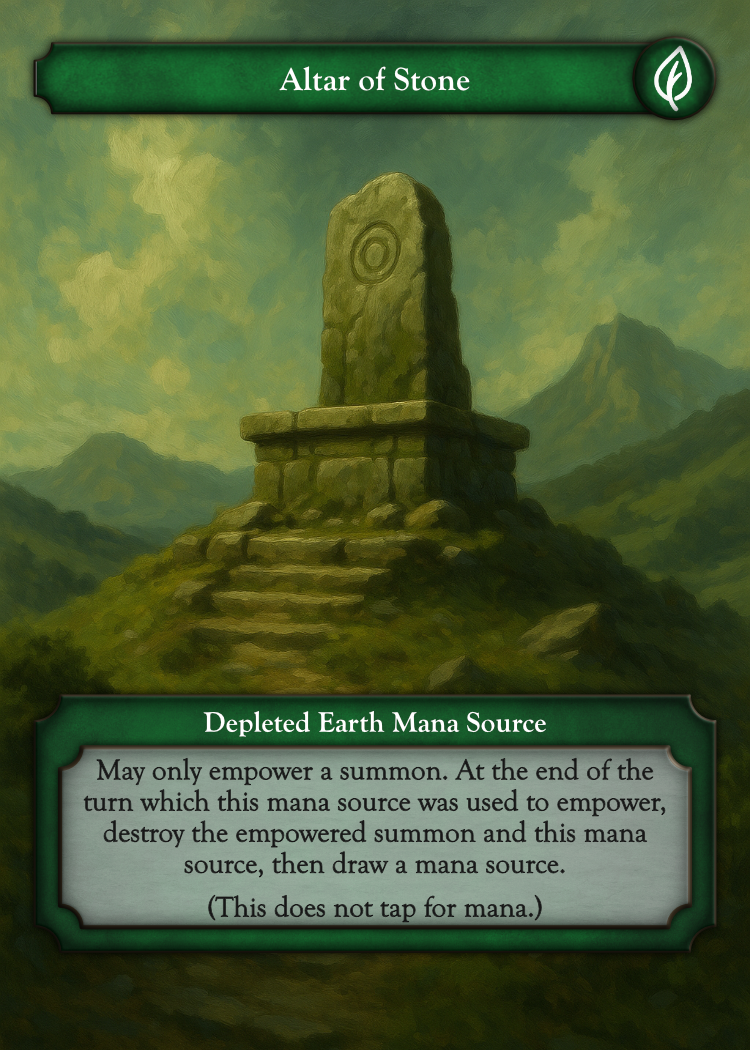 Altar of Stone
Depleted Earth Mana Source
May only empower a summon. At the end of the
turn which this mana source was used to empower,
destroy the empowered summon and this mana
source, then draw a mana source.
(This does not tap for mana.)